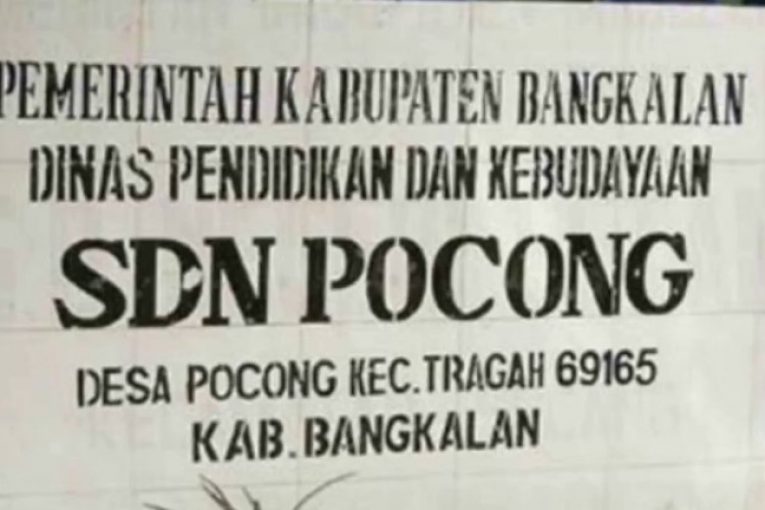 PEMERINTAH KABUPATEN BANGKALAN
DINAS PENDIDIKAN DAN KEBUDAYAAN
SDN POCONG
DESA POCONG KEC.TRAGAH 69165
KAB.BANGKALAN